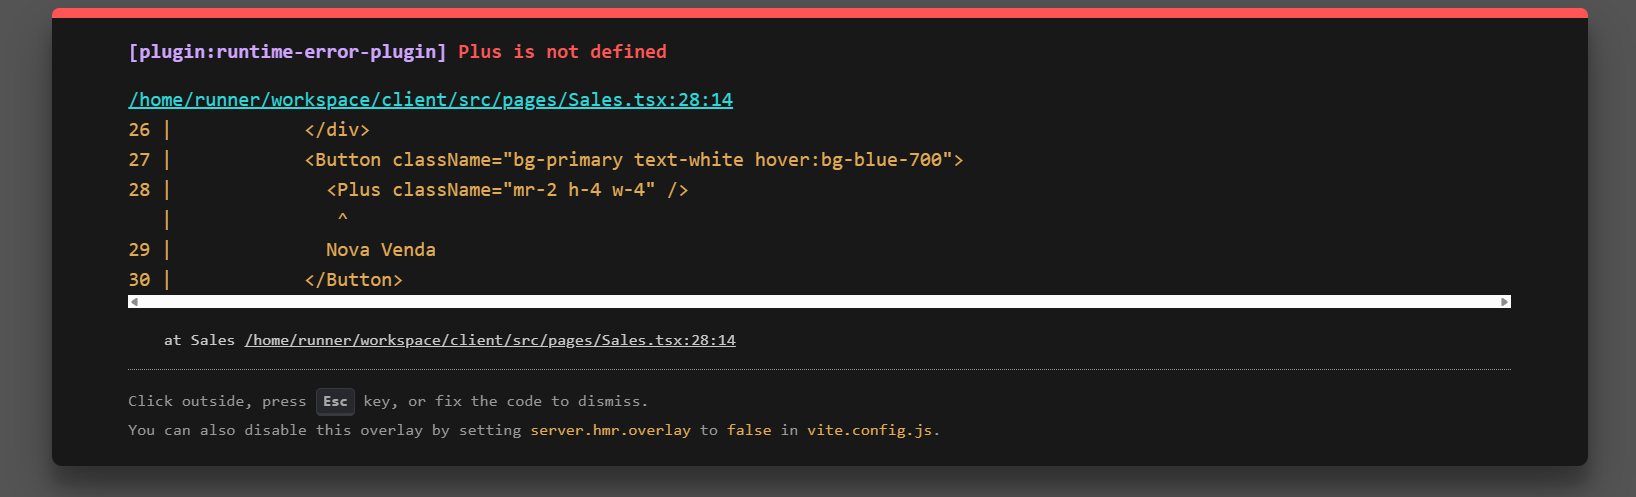 [plugin:runtime-error-plugin] Plus is not defined
/home/runner/workspace/client/src/pages/Sales.tsx:28:14
26 |            </div>
27 |            <Button className="bg-primary text-white hover:bg-blue-700">
28 |              <Plus className="mr-2 h-4 w-4" />
   |               ^
29 |              Nova Venda
30 |            </Button>
at Sales /home/runner/workspace/client/src/pages/Sales.tsx:28:14
Click outside, press Esc key, or fix the code to dismiss.
You can also disable this overlay by setting server.hmr.overlay to false in vite.config.js.